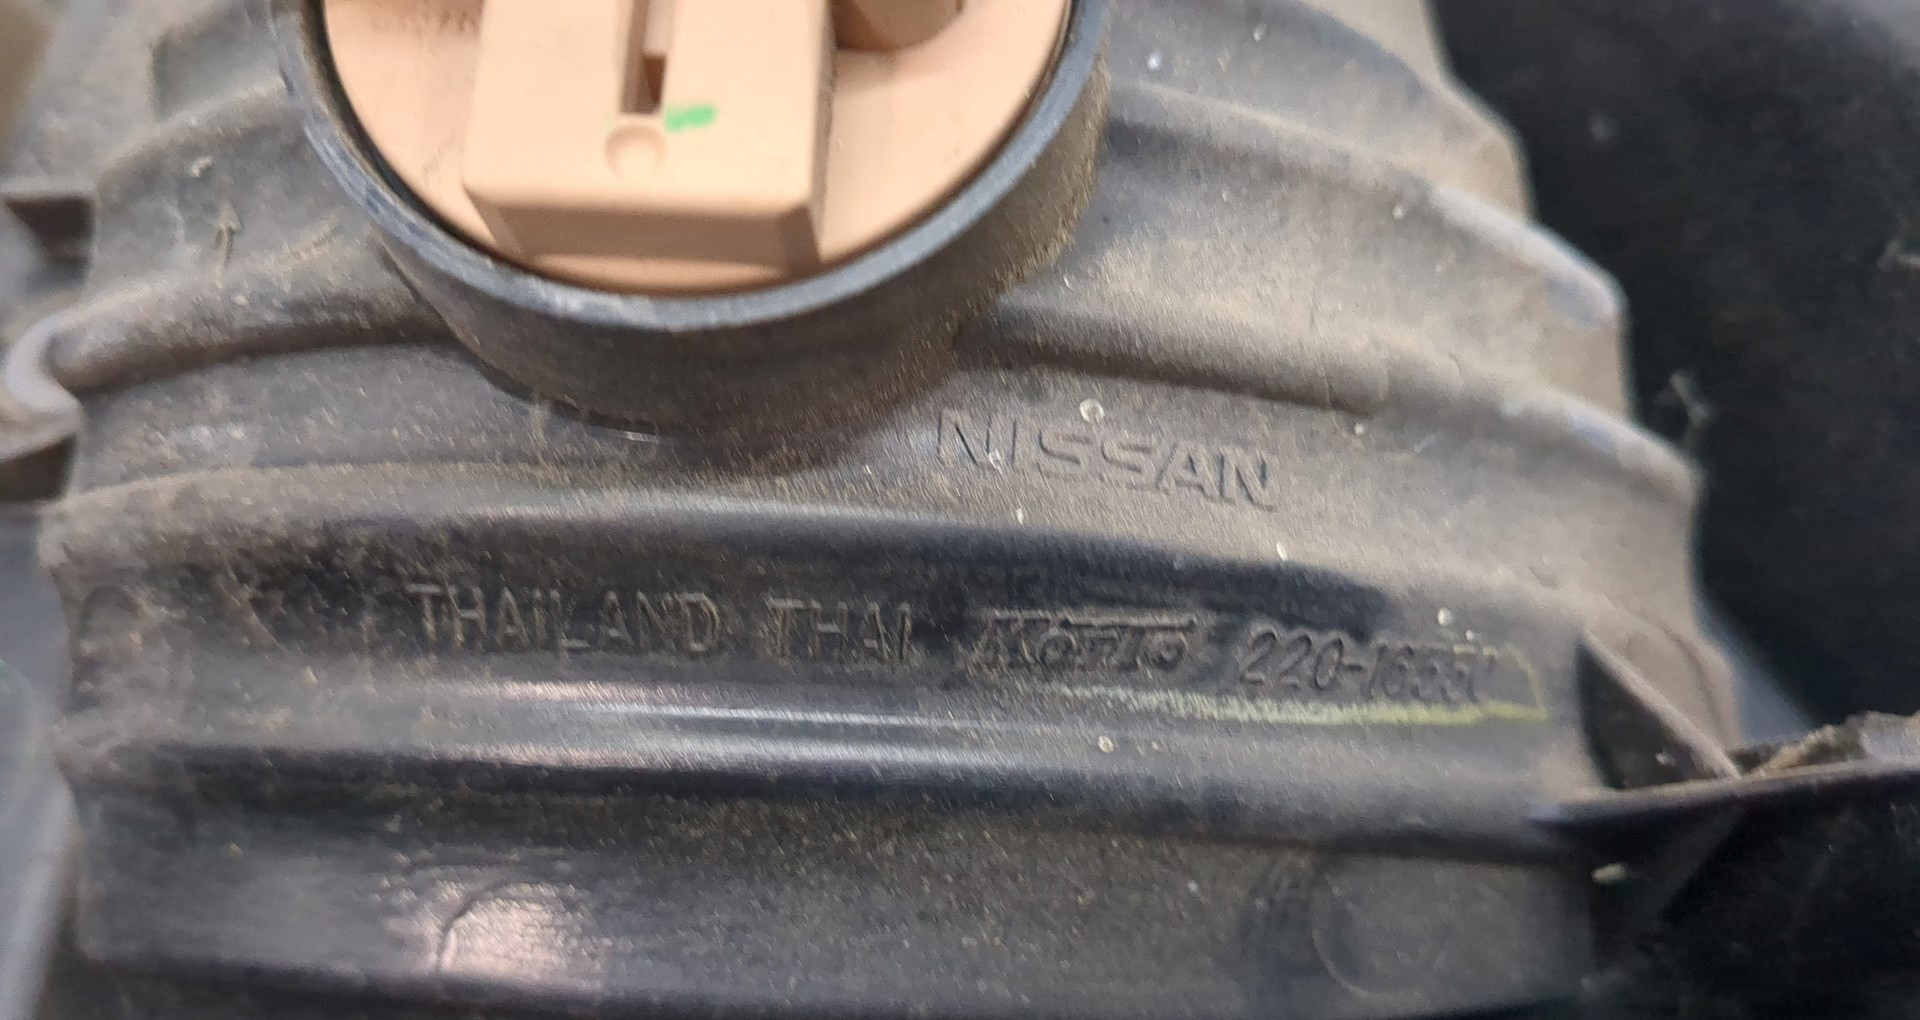 NISSAN
THAILAND THAI KOITO 220-1655